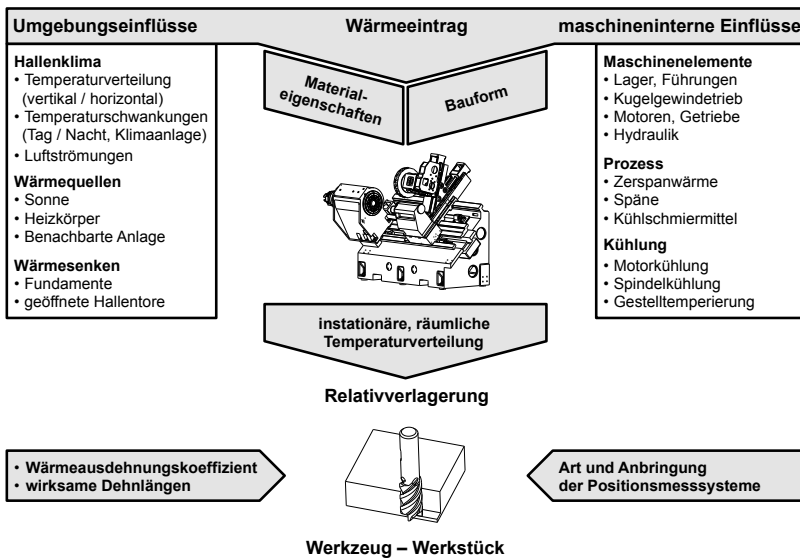 Umgebungseinflüsse
Wärmeeintrag
maschineninterne Einflüsse
Hallenklima
• Temperaturverteilung
(vertikal / horizontal)
• Temperaturschwankungen
(Tag / Nacht, Klimaanlage)
• Luftströmungen
Wärmequellen
• Sonne
• Heizkörper
• Benachbarte Anlage
Wärmesenken
• Fundamente
• geöffnete Hallentore
Material-
eigenschaften
Bauform
Maschinenelemente
• Lager, Führungen
• Kugelgewindetrieb
• Motoren, Getriebe
• Hydraulik
Prozess
• Zerspanwärme
• Späne
• Kühlschmiermittel
Kühlung
• Motorkühlung
• Spindelkühlung
• Gestelltemperierung
instationäre, räumliche
Temperaturverteilung
Relativverlagerung
• Wärmeausdehnungskoeffizient
• wirksame Dehnlängen
Art und Anbringung
der Positionsmesssysteme
Werkzeug – Werkstück